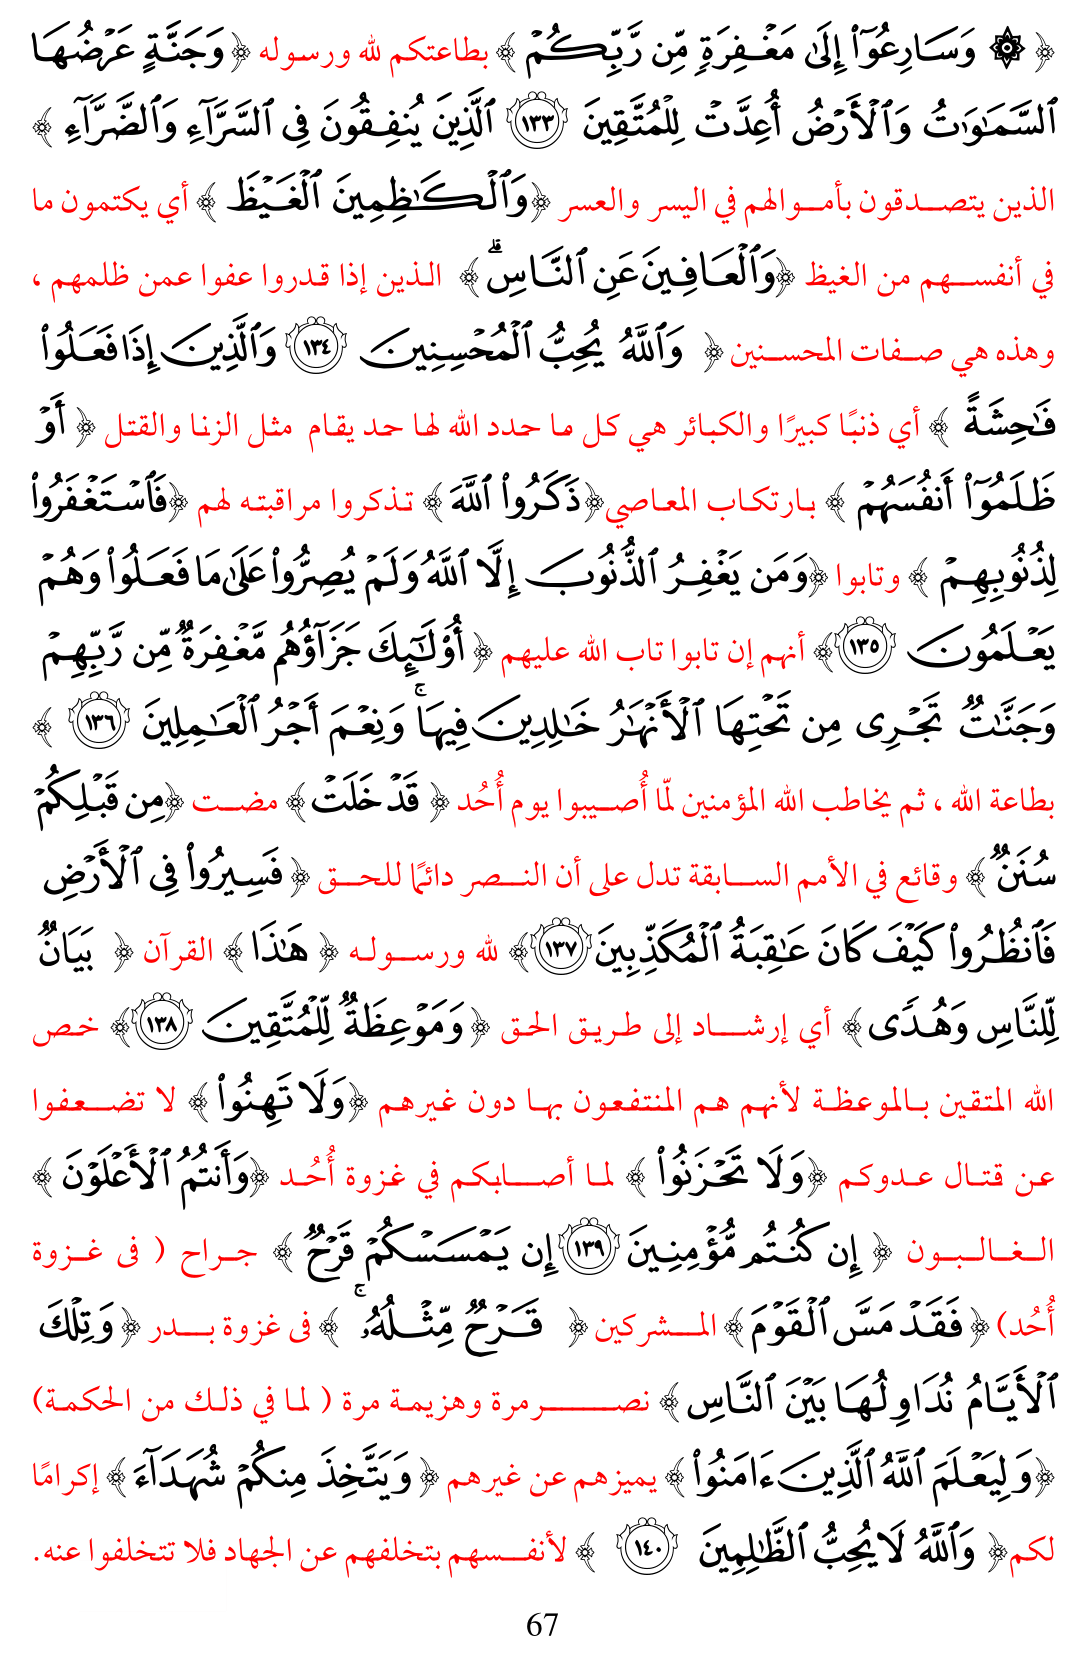 ﴿ ۞ وَسَارِعُوٓاْ إِلَىٰ مَغْفِرَةٍ مِّن رَّبِّكُمْ ﴾ بطاعتكم لله ورسوله ﴿وَجَنَّةٍ عَرْضُهَا
ٱلسَّمَٰوَٰتُ وَٱلْأَرْضُ أُعِدَّتْ لِلْمُتَّقِينَ ١٣٣ ٱلَّذِينَ يُنفِقُونَ فِى ٱلسَّرَّآءِ وَٱلضَّرَّآءِ ﴾
الذين يتصدقون بأموالهم في اليسر والعسر ﴿وَٱلْكَٰظِمِينَ ٱلْغَيْظَ ﴾ أي يكتمون ما
في أنفسهم من الغيظ ﴿وَٱلْعَافِينَ عَنِ ٱلنَّاسِۗ ﴾ الذين إذا قدروا عفوا عمن ظلمهم ،
وهذه هي صفات المحسنين ﴿ وَٱللَّهُ يُحِبُّ ٱلْمُحْسِنِينَ ١٣٤ وَٱلَّذِينَ إِذَا فَعَلُواْ
فَٰحِشَةً ﴾ أي ذنبًا كبيرًا والكبائر هي كل ما حدد الله لها حد يقام مثل الزنا والقتل ﴿ أَوْ
ظَلَمُوٓاْ أَنفُسَهُمْ ﴾ بارتكاب المعاصي﴿ذَكَرُواْ ٱللَّهَ ﴾ تذكروا مراقبته لهم ﴿فَٱسْتَغْفَرُواْ
لِذُنُوبِهِمْ ﴾ وتابوا ﴿وَمَن يَغْفِرُ ٱلذُّنُوبَ إِلَّا ٱللَّهُ وَلَمْ يُصِرُّواْ عَلَىٰ مَا فَعَلُواْ وَهُمْ
يَعْلَمُونَ ١٣٥﴾ أنهم إن تابوا تاب الله عليهم ﴿ أُوْلَٰٓئِكَ جَزَآؤُهُم مَّغْفِرَةٌ مِّن رَّبِّهِمْ
وَجَنَّٰتٌ تَجْرِى مِن تَحْتِهَا ٱلْأَنْهَٰرُ خَٰلِدِينَ فِيهَاۚ وَنِعْمَ أَجْرُ ٱلْعَٰمِلِينَ ١٣٦ ﴾
بطاعة الله ، ثم يخاطب الله المؤمنين لمّا أُصيبوا يوم أُحُد ﴿ قَدْ خَلَتْ ﴾ مضت ﴿مِن قَبْلِكُمْ
سُنَنٌ ﴾ وقائع في الأمم السابقة تدل على أن النصر دائمًا للحق ﴿ فَسِيرُواْ فِى ٱلْأَرْضِ
فَٱنظُرُواْ كَيْفَ كَانَ عَٰقِبَةُ ٱلْمُكَذِّبِينَ ١٣٧﴾ لله ورسوله ﴿ هَٰذَا ﴾ القرآن ﴿ بَيَانٌ
لِّلنَّاسِ وَهُدًى ﴾ أي إرشاد إلى طريق الحق ﴿ وَمَوْعِظَةٌ لِّلْمُتَّقِينَ ١٣٨ ﴾ خص
الله المتقين بالموعظة لأنهم هم المنتفعون بها دون غيرهم ﴿وَلَا تَهِنُواْ ﴾ لا تضعفوا
عن قتال عدوكم ﴿وَلَا تَحْزَنُواْ ﴾ لما أصابكم في غزوة أُحُد ﴿وَأَنتُمُ ٱلْأَعْلَوْنَ ﴾
الغالبون ﴿ إِن كُنتُم مُّؤْمِنِينَ ١٣٩ إِن يَمْسَسْكُمْ قَرْحٌ ﴾ جراح ( فى غزوة
أُحُد) ﴿ فَقَدْ مَسَّ ٱلْقَوْمَ ﴾ المشركين ﴿ قَرْحٌ مِّثْلُهُۥۚ ﴾ فى غزوة بدر ﴿ وَتِلْكَ
ٱلْأَيَّامُ نُدَاوِلُهَا بَيْنَ ٱلنَّاسِ ﴾ نصر مرة وهزيمة مرة ( لما في ذلك من الحكمة)
﴿وَلِيَعْلَمَ ٱللَّهُ ٱلَّذِينَ ءَامَنُواْ ﴾ يميزهم عن غيرهم ﴿ وَيَتَّخِذَ مِنكُمْ شُهَدَآءَ ﴾ إكرامًا
لكم﴿ وَٱللَّهُ لَا يُحِبُّ ٱلظَّٰلِمِينَ ١٤٠ ﴾ لأنفسهم بتخلفهم عن الجهاد فلا تتخلفوا عنه.
67